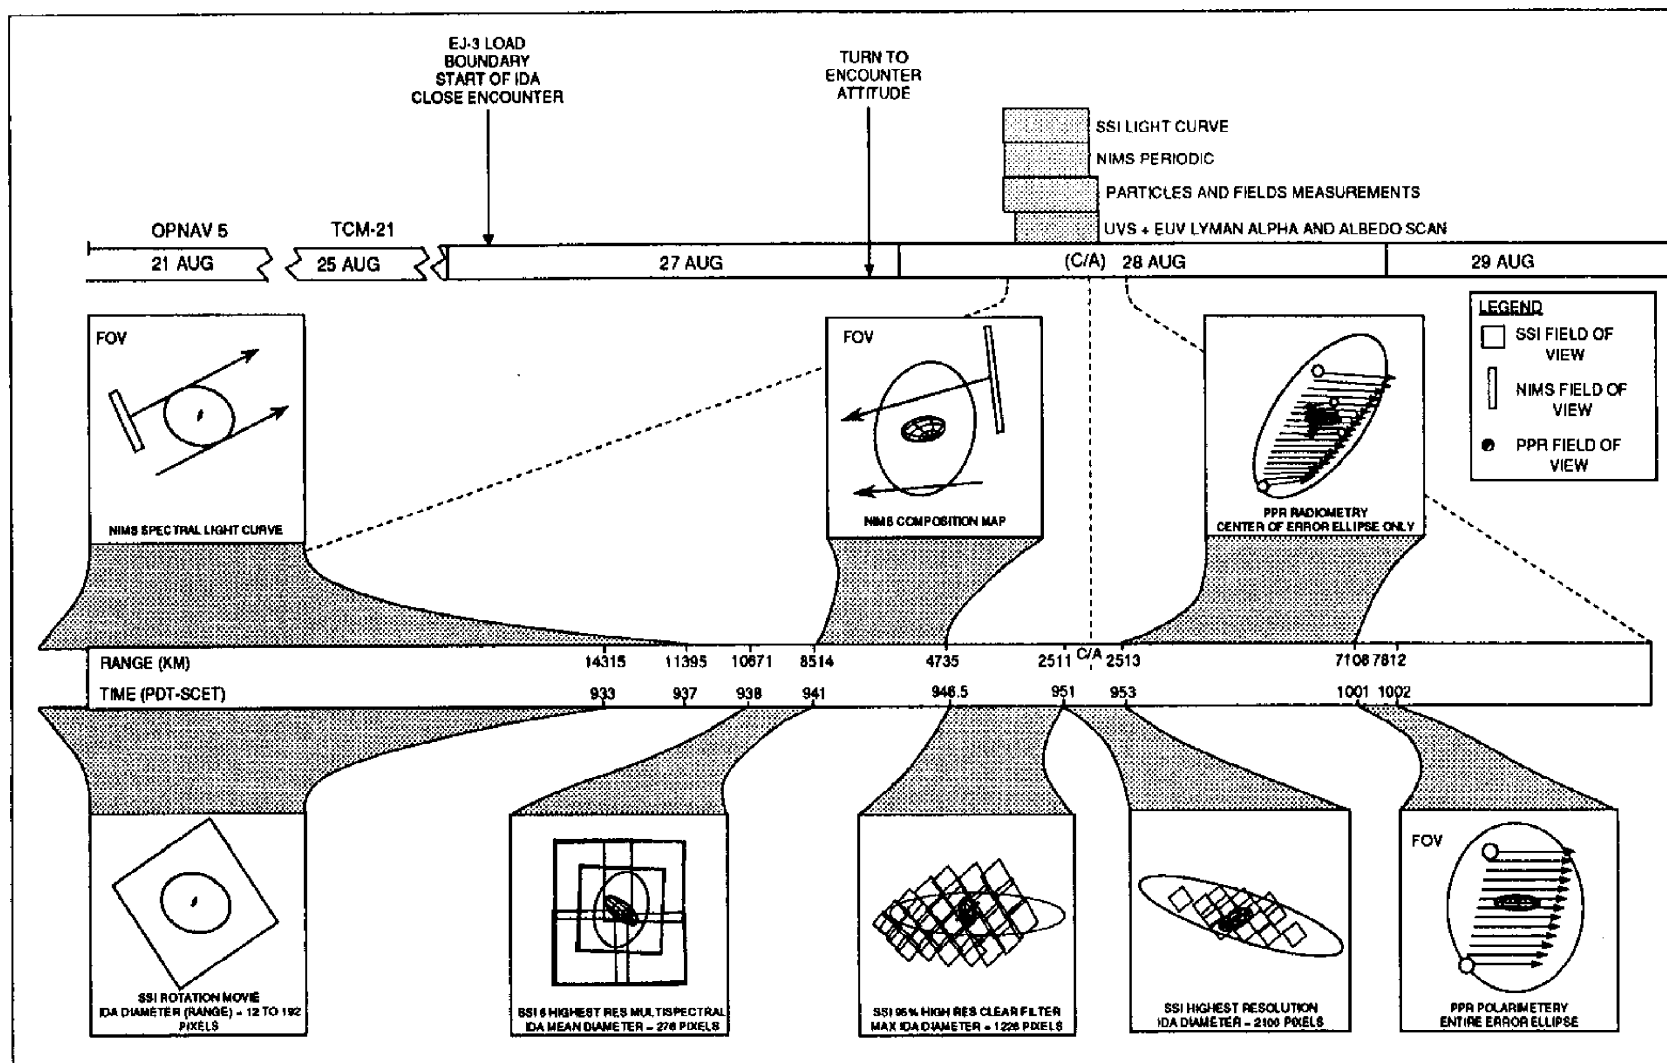 EJ-3 LOAD
BOUNDARY
START OF IDA
CLOSE ENCOUNTER
TURN TO
ENCOUNTER
ATTITUDE
SSI LIGHT CURVE
NIMS PERIODIC
PARTICLES AND FIELDS MEASUREMENTS
UVS + EUV LYMAN ALPHA AND ALBEDO SCAN
OPNAV 5
TCM-21
21 AUG
25 AUG
27 AUG
(C/A) 28 AUG
29 AUG
FOV
NIMS SPECTRAL LIGHT CURVE
FOV
NIMS COMPOSITION MAP
PPR RADIOMETRY
CENTER OF ERROR ELLIPSE ONLY
LEGEND
SSI FIELD OF
VIEW
NIMS FIELD OF
VIEW
PPR FIELD OF
VIEW
RANGE (KM) 14315 11395 10671 8514 4735 2511 C/A 2513 7106 7812
TIME (PDT-SCET) 933 937 938 941 946.5 951 953 1001 1002
SSI ROTATION MOVIE
IDA DIAMETER (RANGE) = 12 TO 192
PIXELS
SSI 6 HIGHEST RES MULTISPECTRAL
IDA MEAN DIAMETER = 276 PIXELS
SSI 95% HIGH RES CLEAR FILTER
MAX IDA DIAMETER = 1226 PIXELS
SSI HIGHEST RESOLUTION
IDA DIAMETER = 2100 PIXELS
FOV
PPR POLARIMETERY
ENTIRE ERROR ELLIPSE